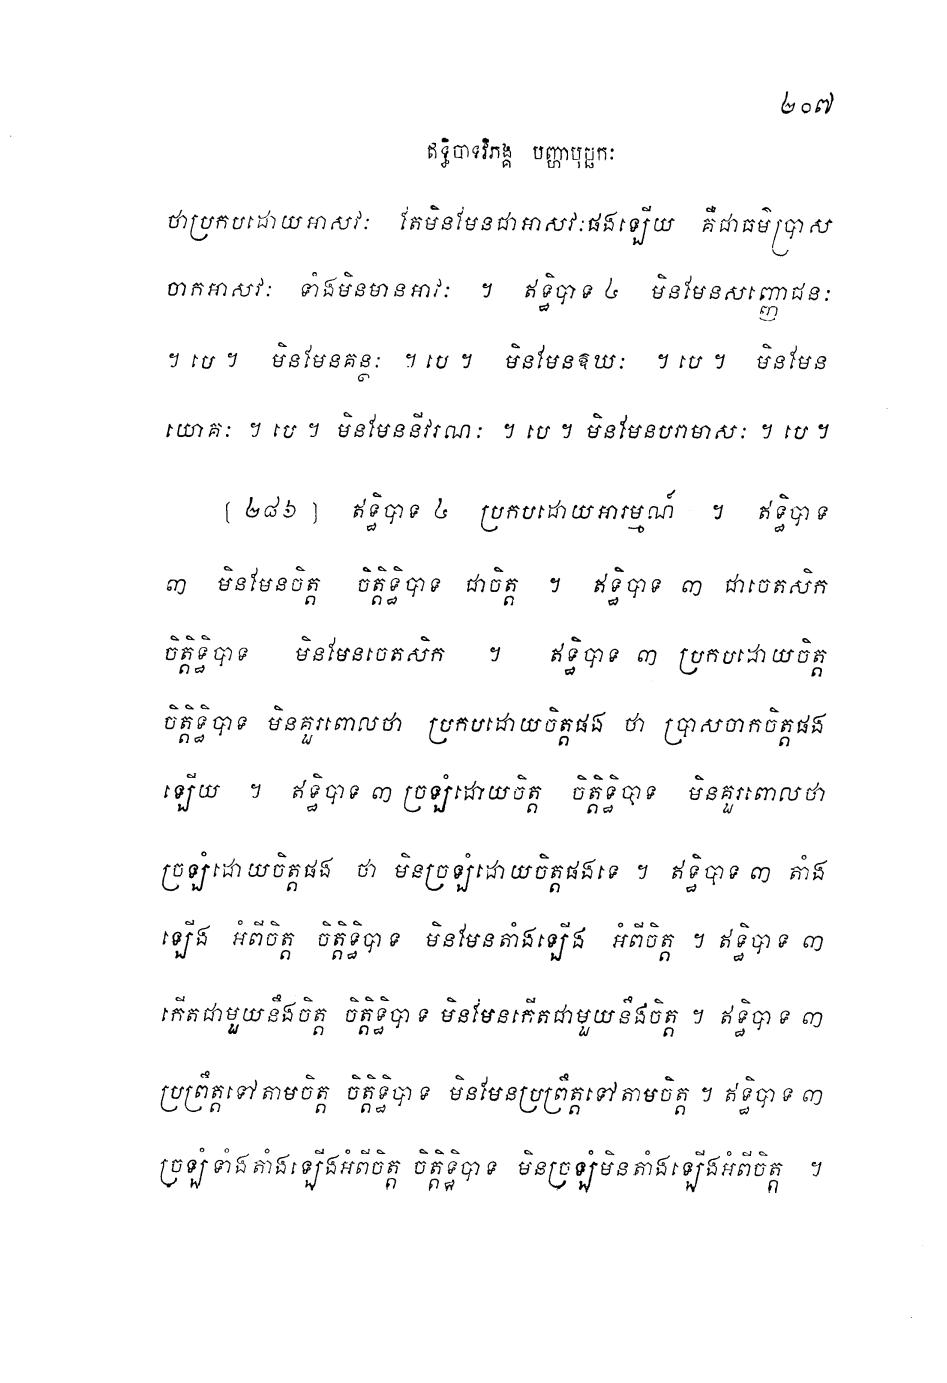 ២០៧
ឥទ្ធិបាទវិភង្គ បញ្ហាបុច្ឆកៈ
ថាប្រកបដោយអាសវៈ តែមិនមែនជាអាសវៈផងឡើយ គឺជាធម៌ប្រាស
ចាកអាសវៈ ទាំងមិនមានអាវៈ ។ ឥទ្ធិបាទ ៤ មិនមែនសញ្ញោជនៈ
។ បេ ។ មិនមែនគន្ថៈ ។ បេ ។ មិនមែនឱឃៈ ។ បេ ។ មិនមែន
យោគៈ ។ បេ ។ មិនមែននីវរណៈ ។ បេ ។ មិនមែនបរាមាសៈ ។ បេ ។
[ ២៨៦ ] ឥទ្ធិបាទ ៤ ប្រកបដោយអារម្មណ៍ ។ ឥទ្ធិបាទ
៣ មិនមែនចិត្ត ចិត្តិទ្ធិបាទ ជាចិត្ត ។ ឥទ្ធិបាទ ៣ ជាចេតសិក
ចិត្តិទ្ធិបាទ មិនមែនចេតសិក ។ ឥទ្ធិបាទ ៣ ប្រកបដោយចិត្ត
ចិត្តិទ្ធិបាទ មិនគួរពោលថា ប្រកបដោយចិត្តផង ថា ប្រាសចាកចិត្តផង
ឡើយ ។ ឥទ្ធិបាទ ៣ ច្រឡំដោយចិត្ត ចិត្តិទ្ធិបាទ មិនគួរពោលថា
ច្រឡំដោយចិត្តផង ថា មិនច្រឡំដោយចិត្តផងទេ ។ ឥទ្ធិបាទ ៣ តាំង
ឡើង អំពីចិត្ត ចិត្តិទ្ធិបាទ មិនមែនតាំងឡើង អំពីចិត្ត ។ ឥទ្ធិបាទ ៣
កើតជាមួយនឹងចិត្ត ចិត្តិទ្ធិបាទ មិនមែនកើតជាមួយនឹងចិត្ត ។ ឥទ្ធិបាទ ៣
ប្រព្រឹត្តទៅតាមចិត្ត ចិត្តិទ្ធិបាទ មិនមែនប្រព្រឹត្តទៅតាមចិត្ត ។ ឥទ្ធិបាទ ៣
ច្រឡំទាំងតាំងឡើងអំពីចិត្ត ចិត្តិទ្ធិបាទ មិនច្រឡំមិនតាំងឡើងអំពីចិត្ត ។